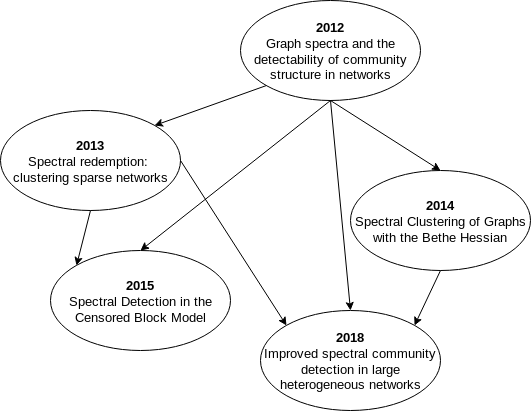 2012
Graph spectra and the
detectability of community
structure in networks
2013
Spectral redemption:
clustering sparse networks
2014
Spectral Clustering of Graphs
with the Bethe Hessian
2015
Spectral Detection in the
Censored Block Model
2018
Improved spectral community
detection in large
heterogeneous networks